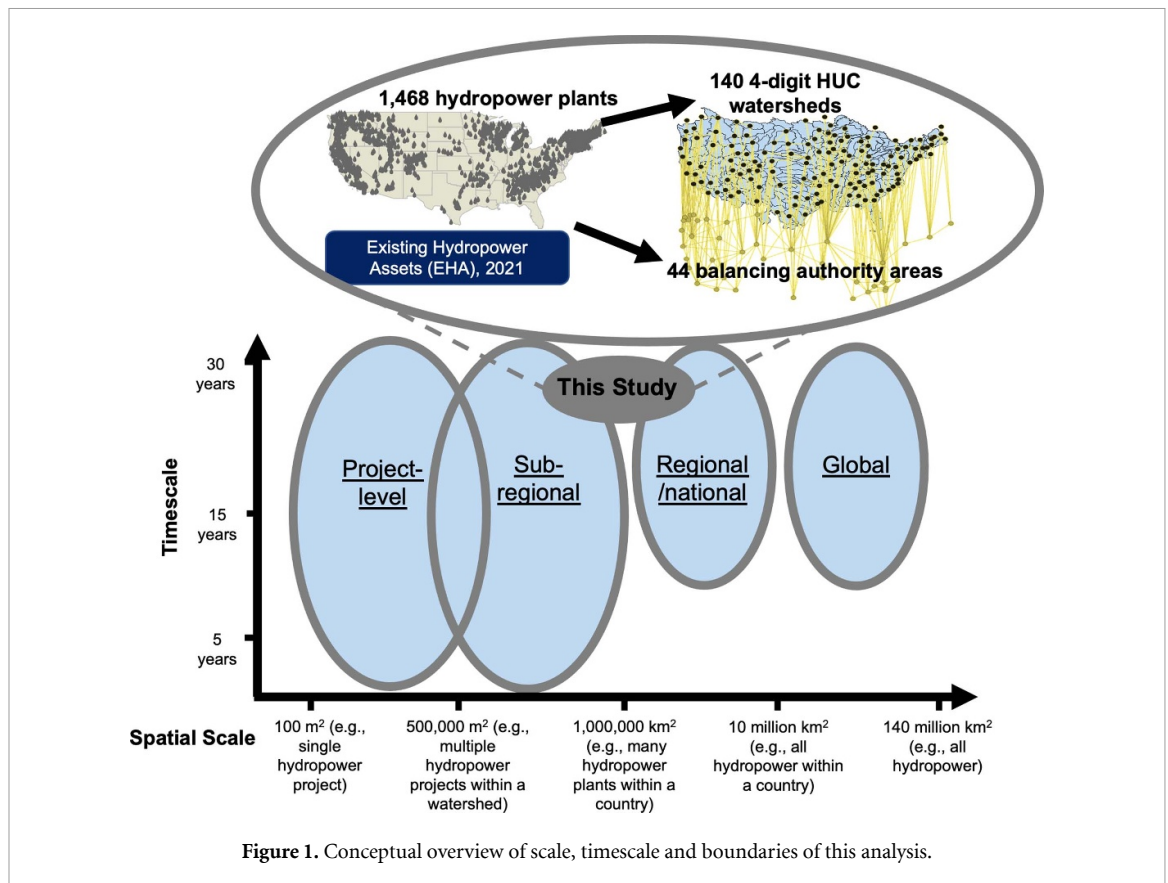 1,468 hydropower plants
140 4-digit HUC
watersheds
Existing Hydropower
Assets (EHA), 2021
44 balancing authority areas
This Study
30
years
15
years
5
years
Timescale
Project-
level
Sub-
regional
Regional
/national
Global
Spatial Scale
100 m² (e.g.,
single
hydropower
project)
500,000 m² (e.g.,
multiple
hydropower
projects within a
watershed)
1,000,000 km²
(e.g., many
hydropower
plants within a
country)
10 million km²
(e.g., all
hydropower within
a country)
140 million km²
(e.g., all
hydropower)
Figure 1. Conceptual overview of scale, timescale and boundaries of this analysis.